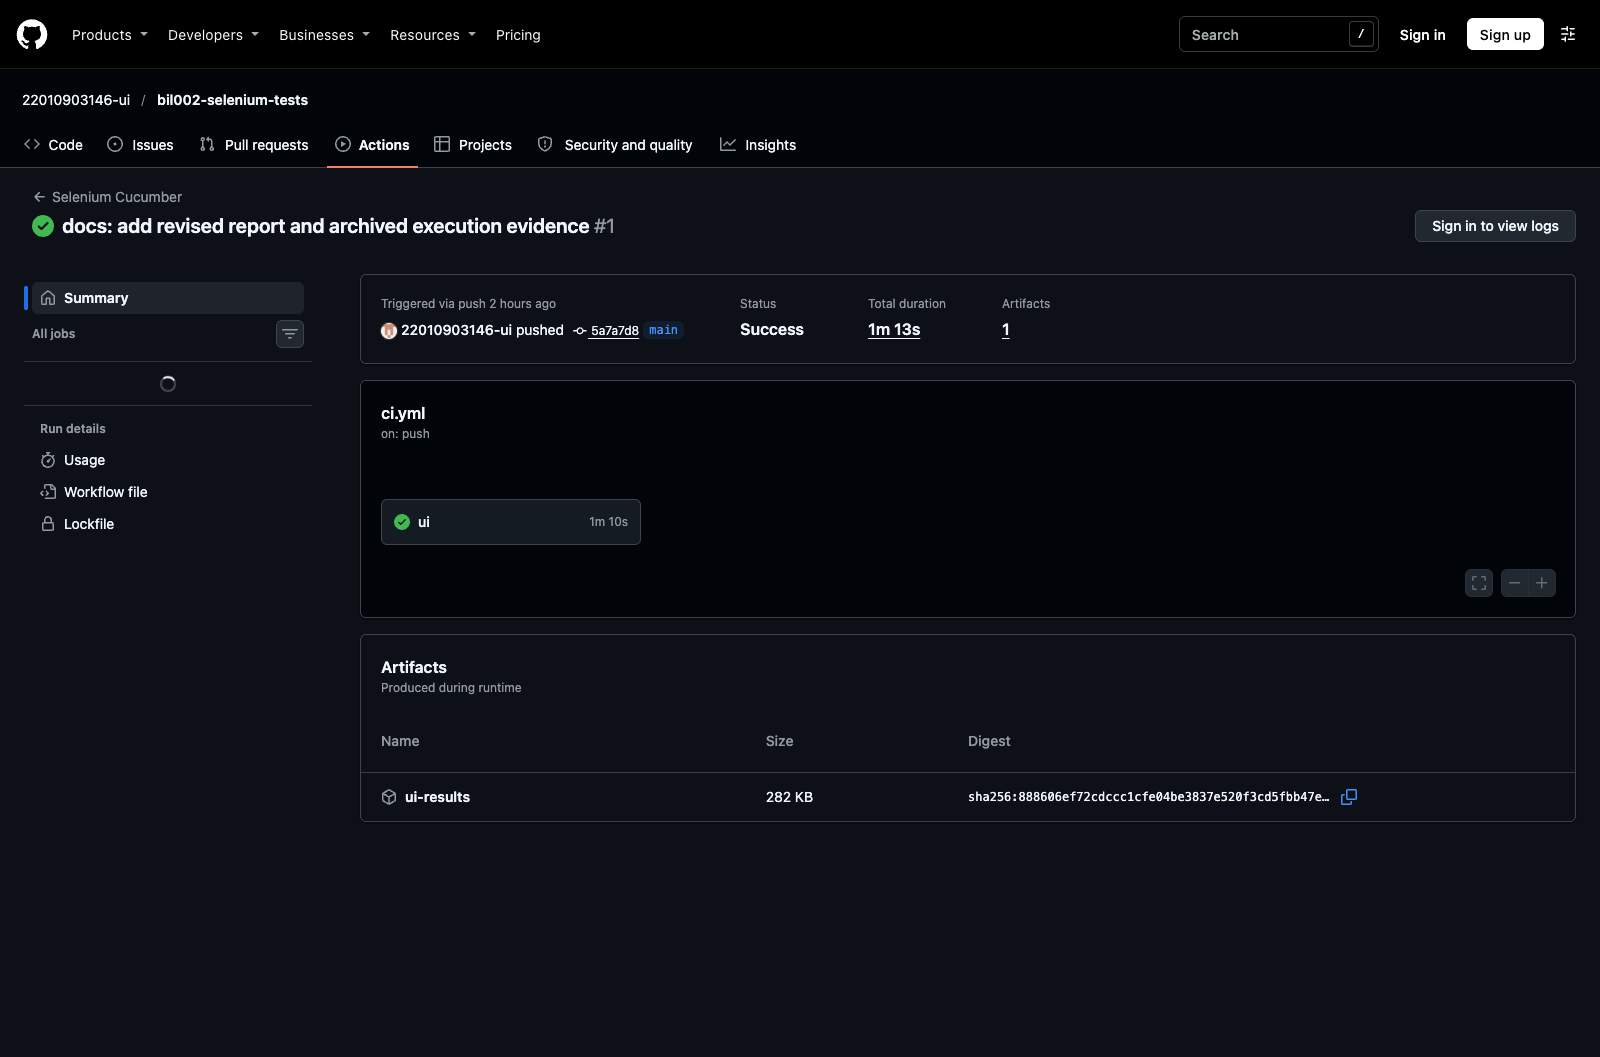 Products Developers Businesses Resources Pricing Search / Sign in Sign up
22010903146-ui / bil002-selenium-tests
Code Issues Pull requests Actions Projects Security and quality Insights
Selenium Cucumber
docs: add revised report and archived execution evidence #1
Sign in to view logs
Summary
All jobs
Run details
Usage
Workflow file
Lockfile
Triggered via push 2 hours ago
22010903146-ui pushed 5a7a7d8 main
Status
Success
Total duration
1m 13s
Artifacts
1
ci.yml
on: push
ui 1m 10s
Artifacts
Produced during runtime
Name Size Digest
ui-results 282 KB sha256:888606ef72cdccc1cfe04be3837e520f3cd5fbb47e…